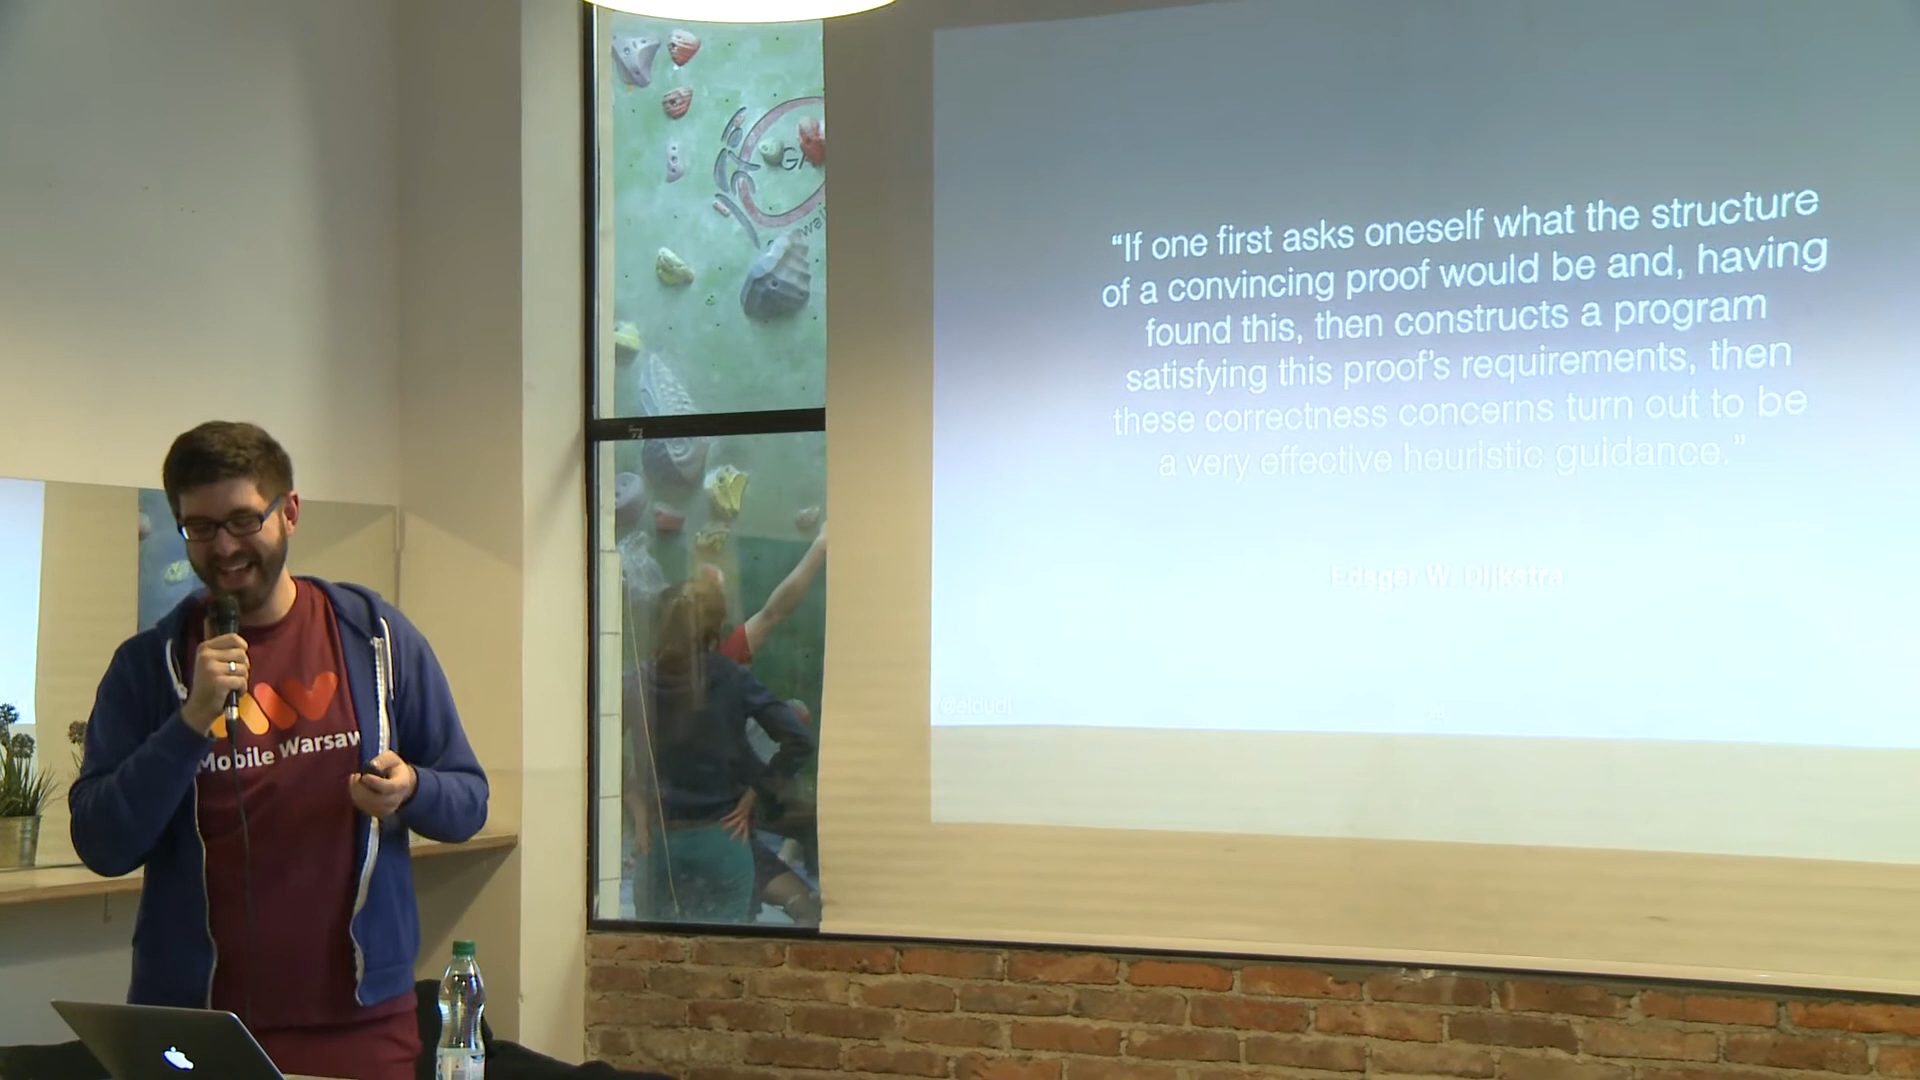 “If one first asks oneself what the structure
of a convincing proof would be and, having
found this, then constructs a program
satisfying this proof’s requirements, then
these correctness concerns turn out to be
a very effective heuristic guidance.”
Edsger W. Dijkstra
@eldudi
Mobile Warsaw